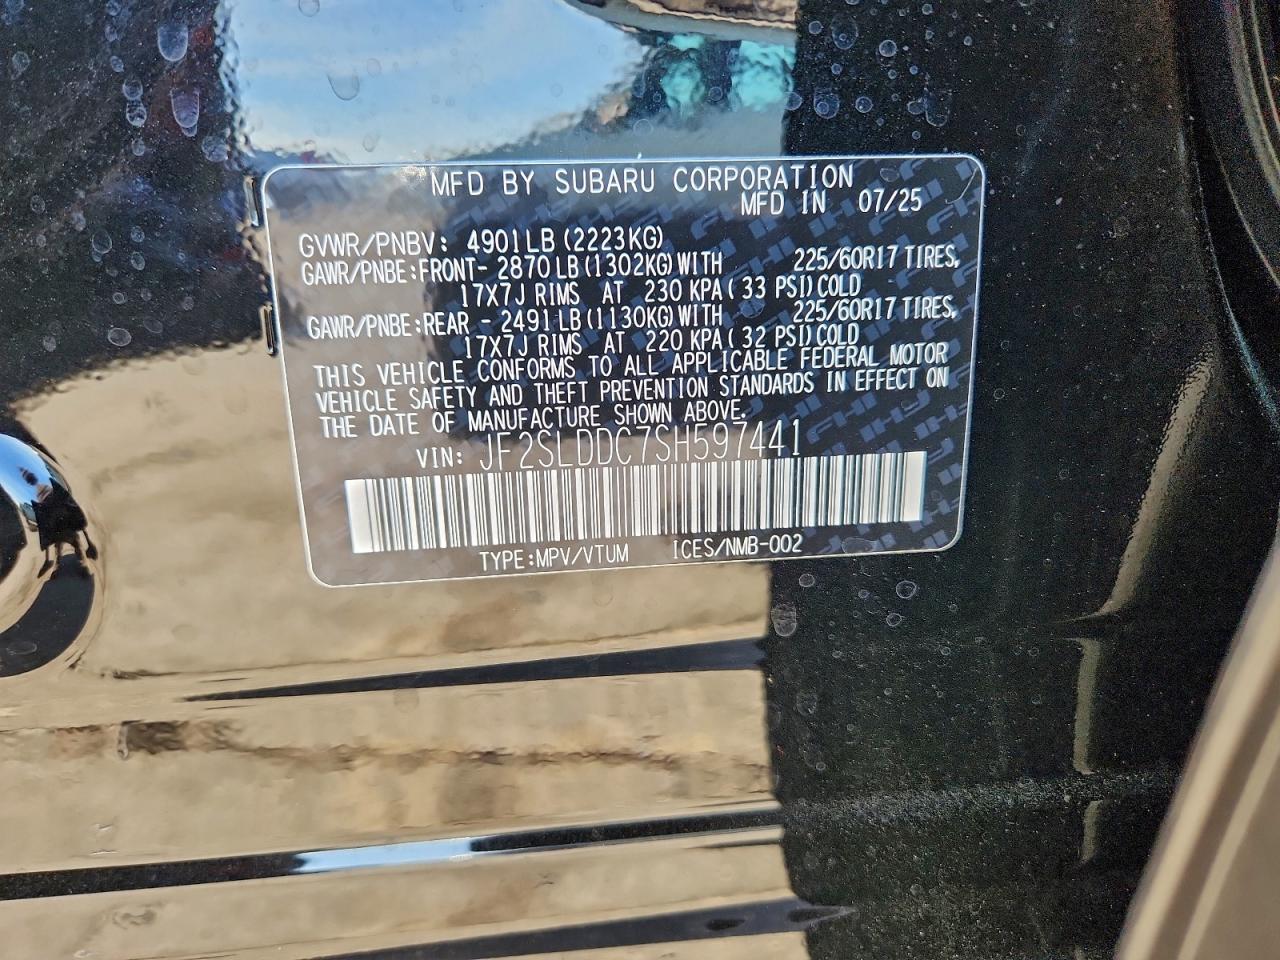 MFD BY SUBARU CORPORATION
MFD IN 07/25
GVWR/PNBV: 4901LB(2223KG)
GAWR/PNBE:FRONT- 2870LB(1302KG)WITH 225/60R17 TIRES,
17X7J RIMS AT 230 KPA( 33 PSI)COLD
GAWR/PNBE:REAR - 2491LB(1130KG)WITH 225/60R17 TIRES,
17X7J RIMS AT 220 KPA( 32 PSI)COLD
THIS VEHICLE CONFORMS TO ALL APPLICABLE FEDERAL MOTOR
VEHICLE SAFETY AND THEFT PREVENTION STANDARDS IN EFFECT ON
THE DATE OF MANUFACTURE SHOWN ABOVE.
VIN: JF2SLDDC7SH597441
TYPE:MPV/VTUM ICES/NMB-002